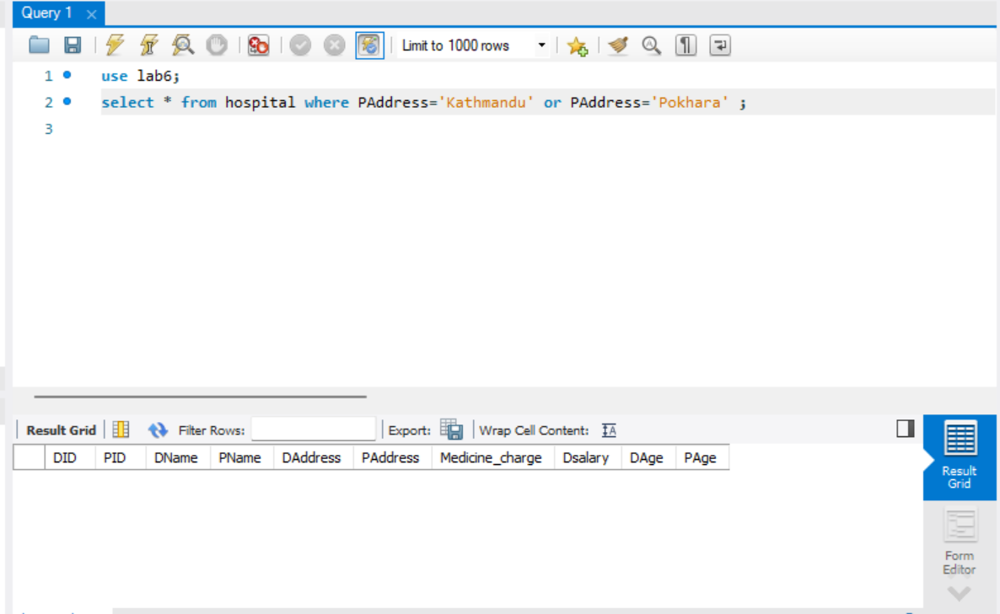 Query 1
Limit to 1000 rows
1 use lab6;
2 select * from hospital where PAddress='Kathmandu' or PAddress='Pokhara' ;
3
Result Grid Filter Rows: Export: Wrap Cell Content: IA
DID PID DName PName DAddress PAddress Medicine_charge Dsalary DAge PAge
Result
Grid
Form
Editor